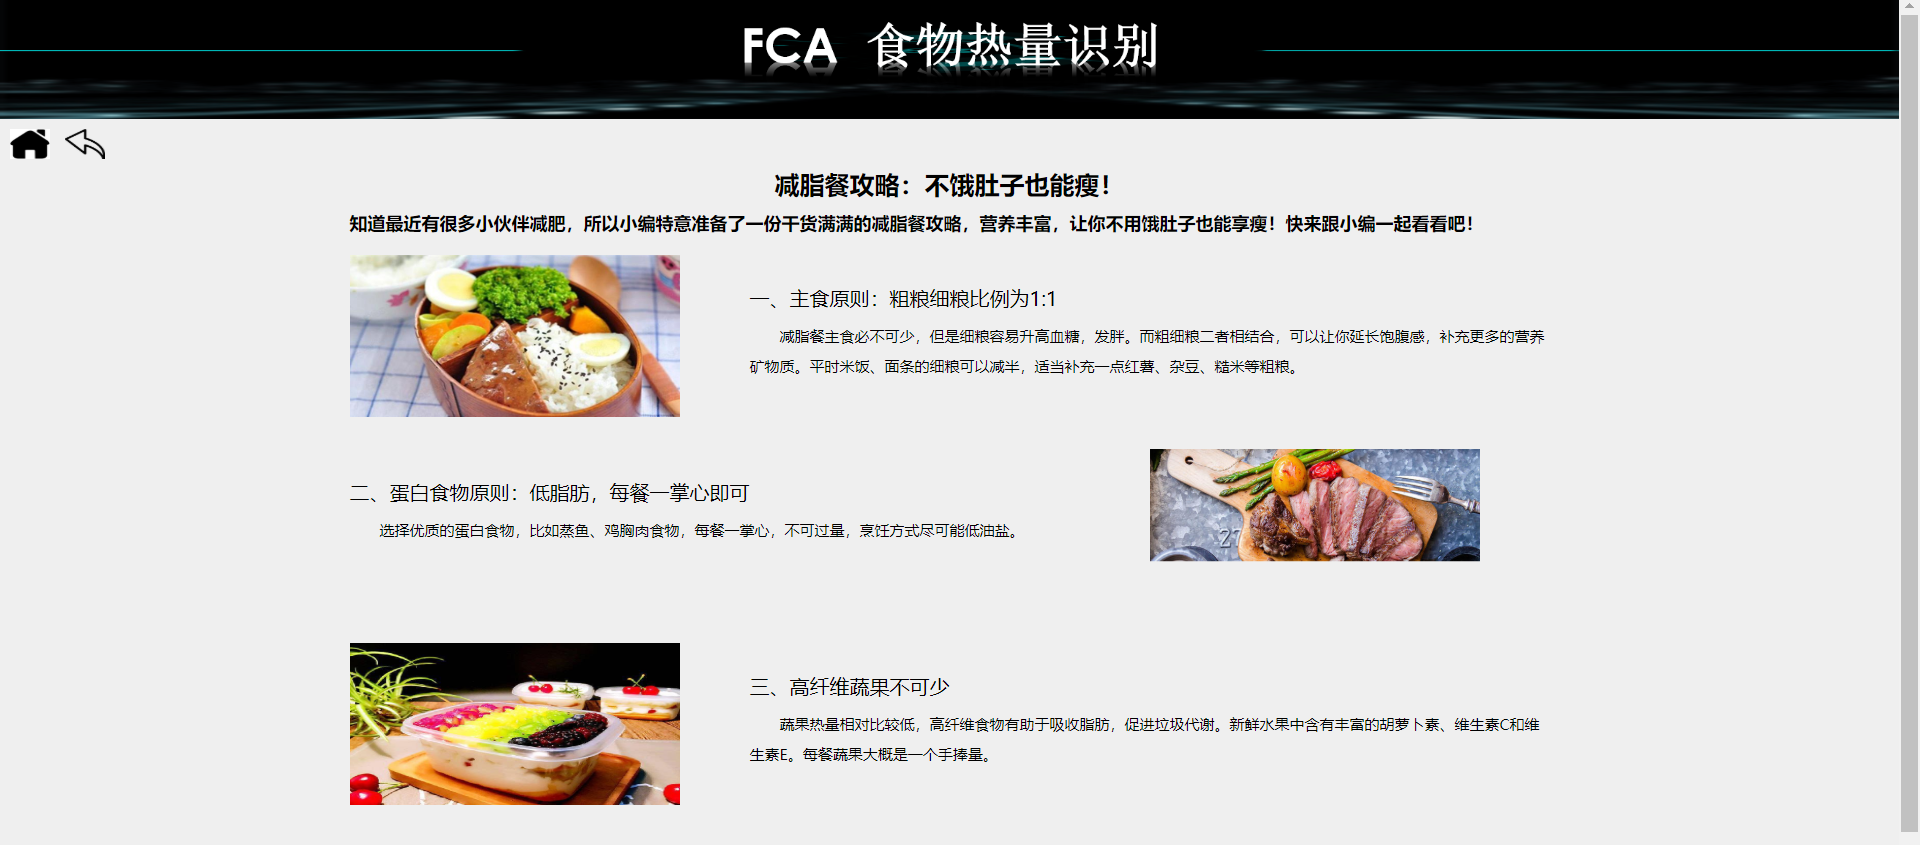 FCA 食物热量识别
减脂餐攻略：不饿肚子也能瘦！
知道最近有很多小伙伴减肥，所以小编特意准备了一份干货满满的减脂餐攻略，营养丰富，让你不用饿肚子也能享瘦！快来跟小编一起看看吧！
一、主食原则：粗粮细粮比例为1:1
减脂餐主食必不可少，但是细粮容易升高血糖，发胖。而粗细粮二者相结合，可以让你延长饱腹感，补充更多的营养
矿物质。平时米饭、面条的细粮可以减半，适当补充一点红薯、杂豆、糙米等粗粮。
二、蛋白食物原则：低脂肪，每餐一掌心即可
选择优质的蛋白食物，比如蒸鱼、鸡胸肉食物，每餐一掌心，不可过量，烹饪方式尽可能低油盐。
27
三、高纤维蔬果不可少
蔬果热量相对比较低，高纤维食物有助于吸收脂肪，促进垃圾代谢。新鲜水果中含有丰富的胡萝卜素、维生素C和维
生素E。每餐蔬果大概是一个手捧量。